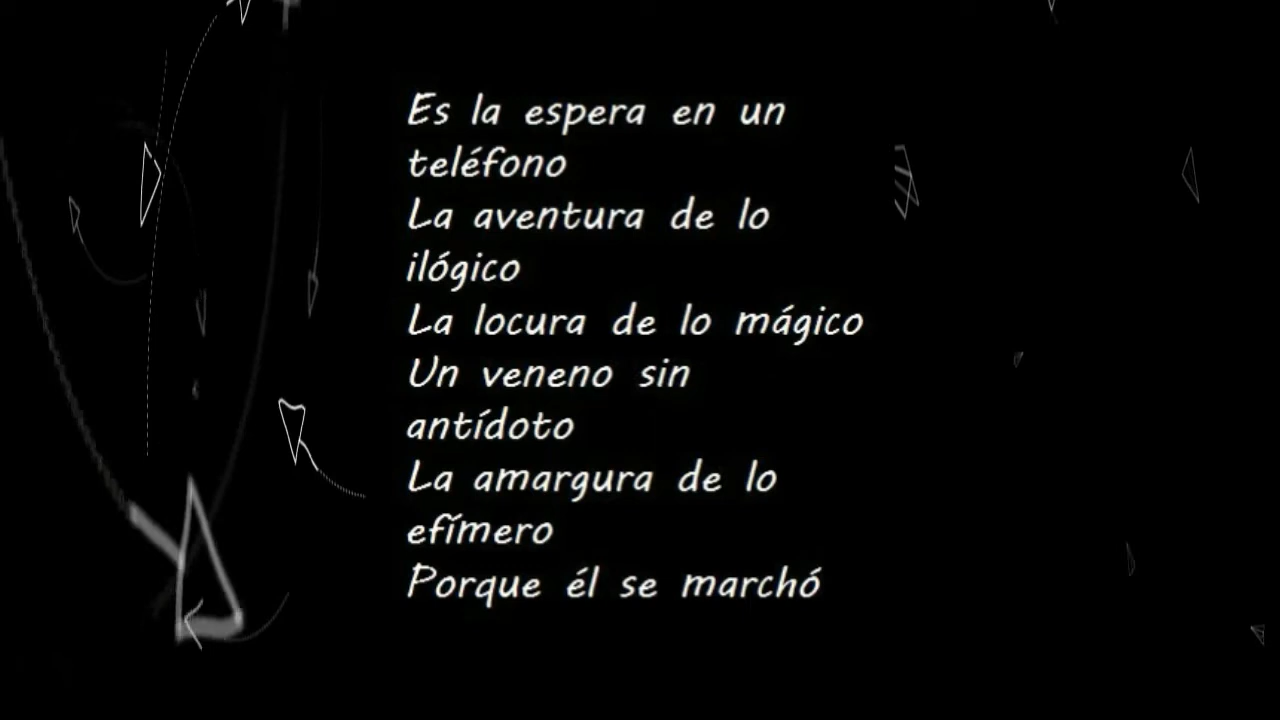 Es la espera en un
teléfono
La aventura de lo
ilógico
La locura de lo mágico
Un veneno sin
antídoto
La amargura de lo
efímero
Porque él se marchó